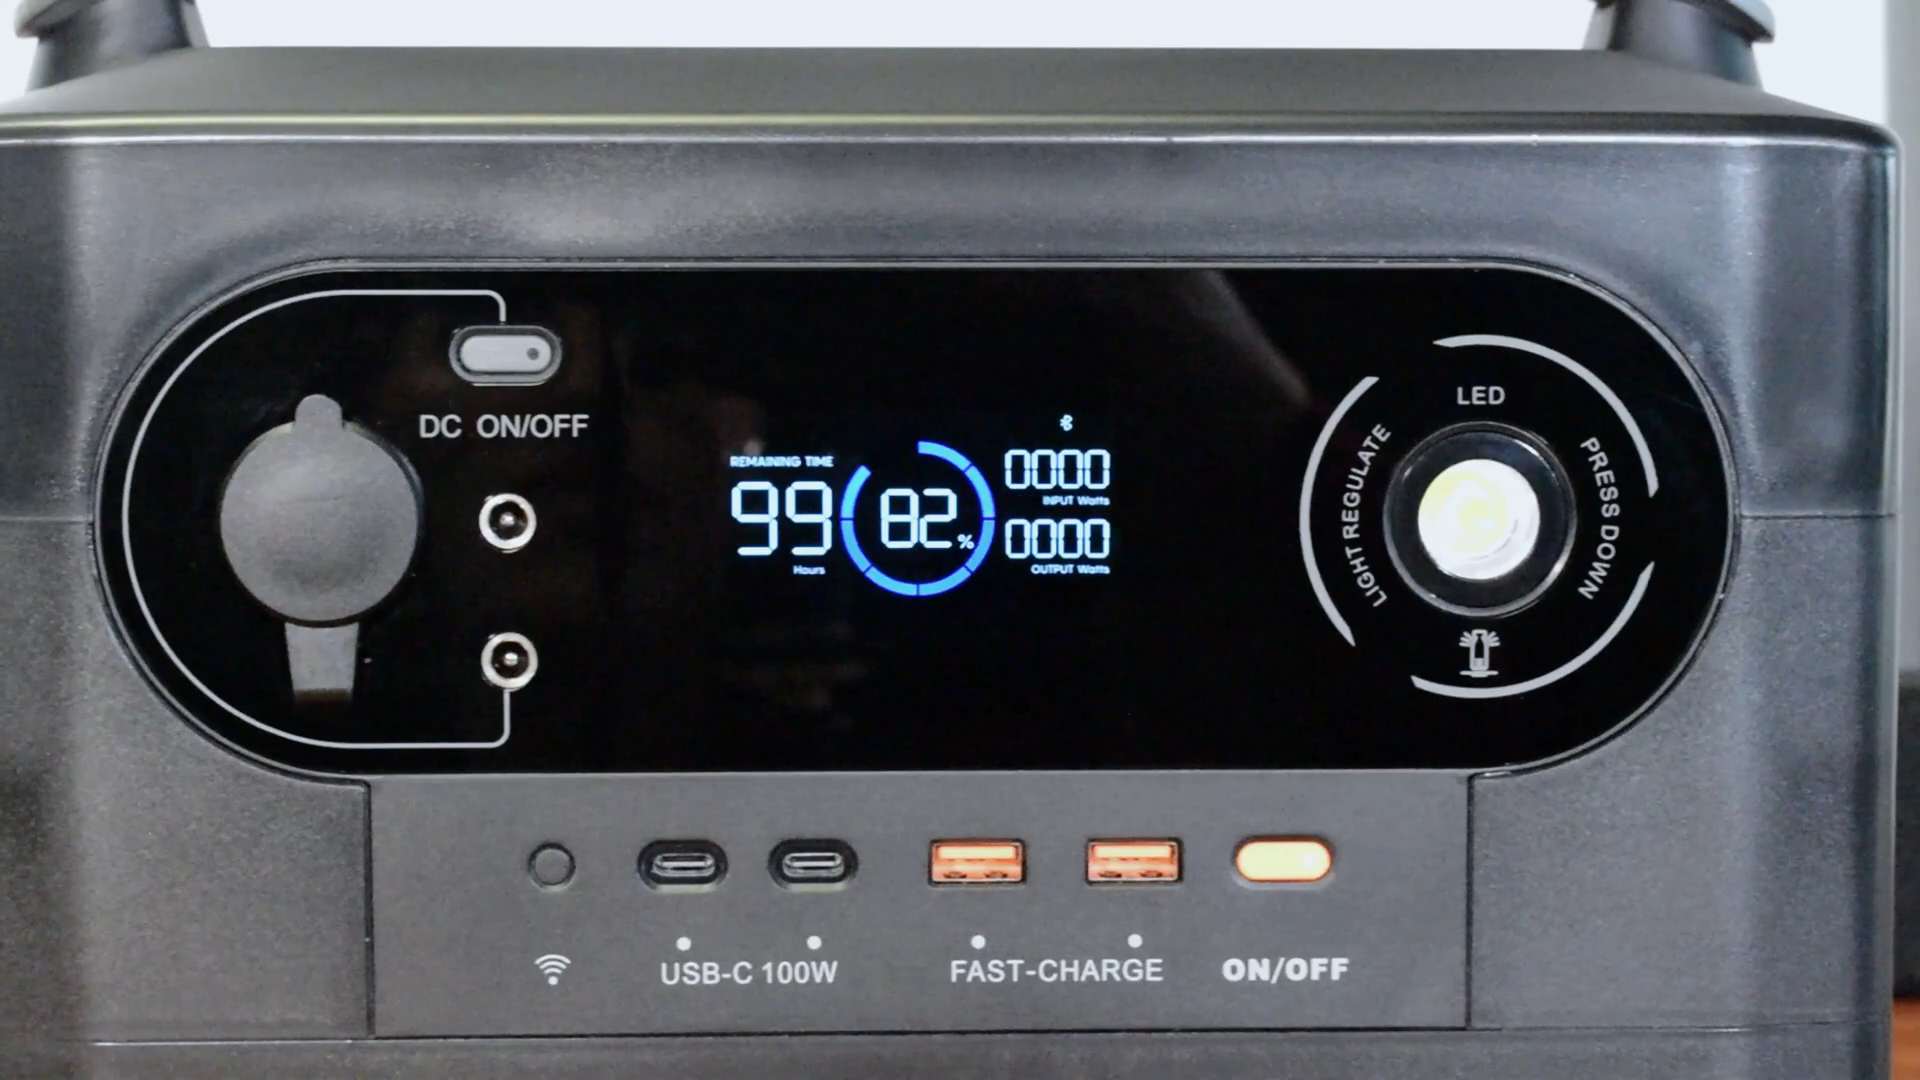 DC ON/OFF
REMAINING TIME
99
Hours
82%
0000
INPUT Watts
0000
OUTPUT Watts
LED
LIGHT REGULATE
PRESS DOWN
USB-C 100W
FAST-CHARGE
ON/OFF